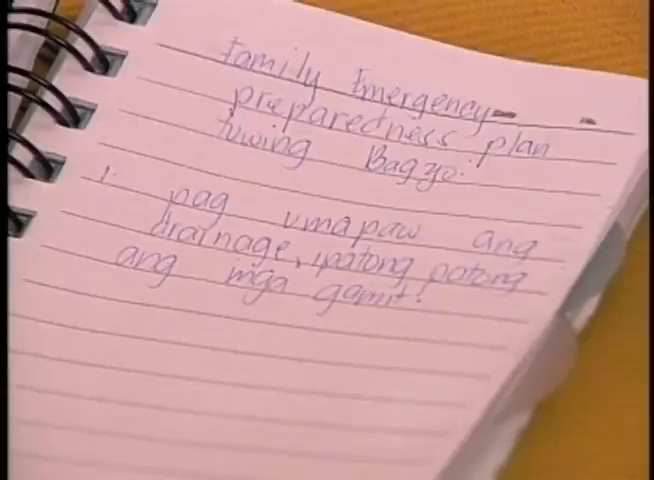 Family Emergency -
preparedness plan
tuwing Bagyo:
1. pag umapaw ang
drainage, ipatong patong
ang mga gamit.